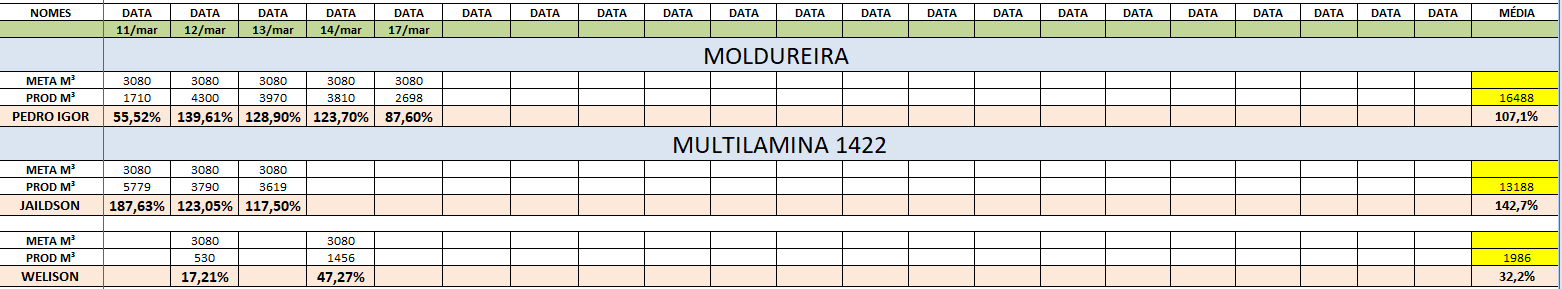 NOMES DATA DATA DATA DATA DATA DATA DATA DATA DATA DATA DATA DATA DATA DATA DATA DATA DATA DATA DATA DATA DATA MÉDIA
11/mar 12/mar 13/mar 14/mar 17/mar
MOLDUREIRA
META M³ 3080 3080 3080 3080 3080
PROD M³ 1710 4300 3970 3810 2698 16488
PEDRO IGOR 55,52% 139,61% 128,90% 123,70% 87,60% 107,1%
MULTILAMINA 1422
META M³ 3080 3080 3080
PROD M³ 5779 3790 3619 13188
JAILDSON 187,63% 123,05% 117,50% 142,7%
META M³ 3080 3080
PROD M³ 530 1456 1986
WELISON 17,21% 47,27% 32,2%